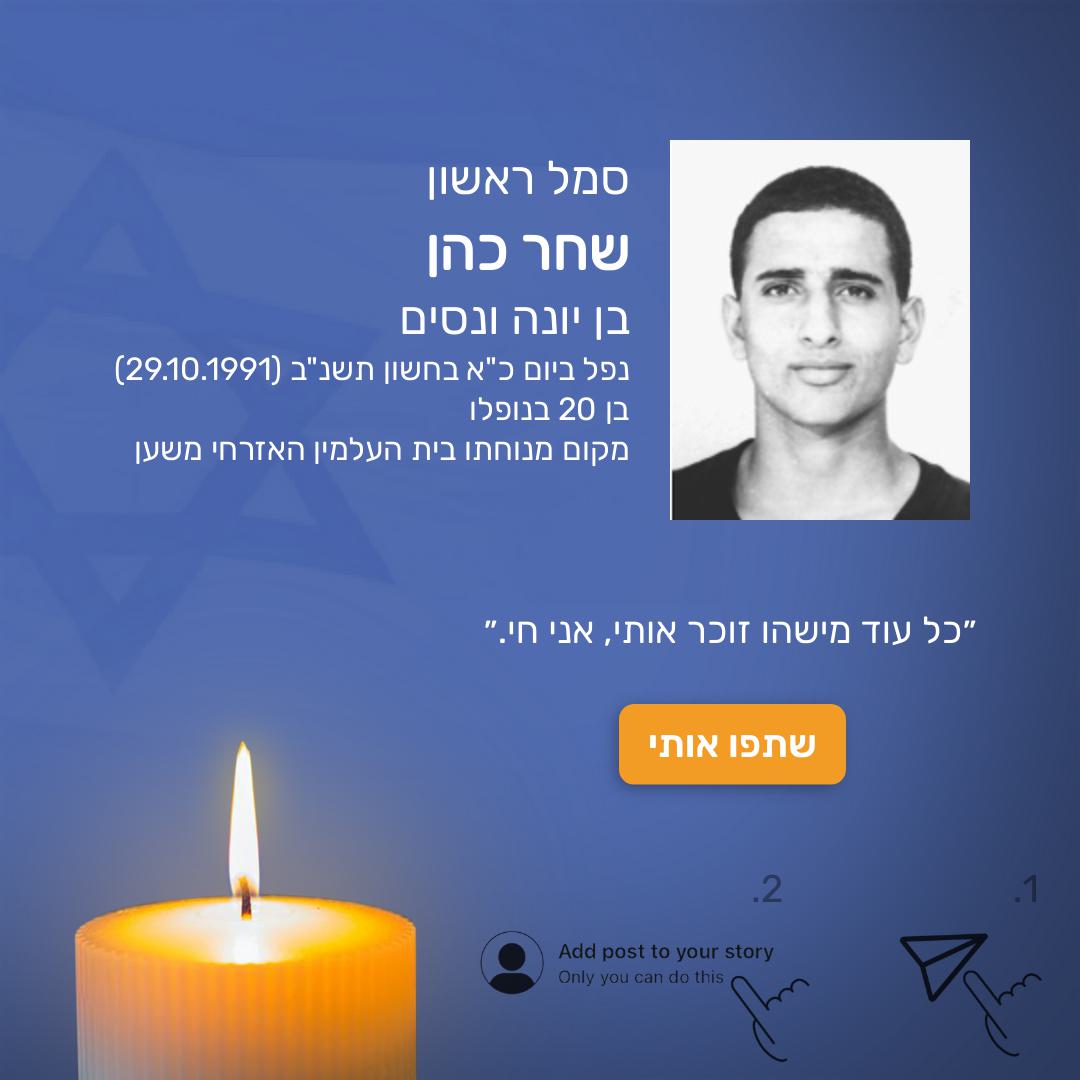 סמל ראשון
שחר כהן
בן יונה ונסים
נפל ביום כ"א בחשון תשנ"ב (29.10.1991)
בן 20 בנופלו
מקום מנוחתו בית העלמין האזרחי משען
״כל עוד מישהו זוכר אותי, אני חי.״
שתפו אותי
1.
2.
Add post to your story
Only you can do this